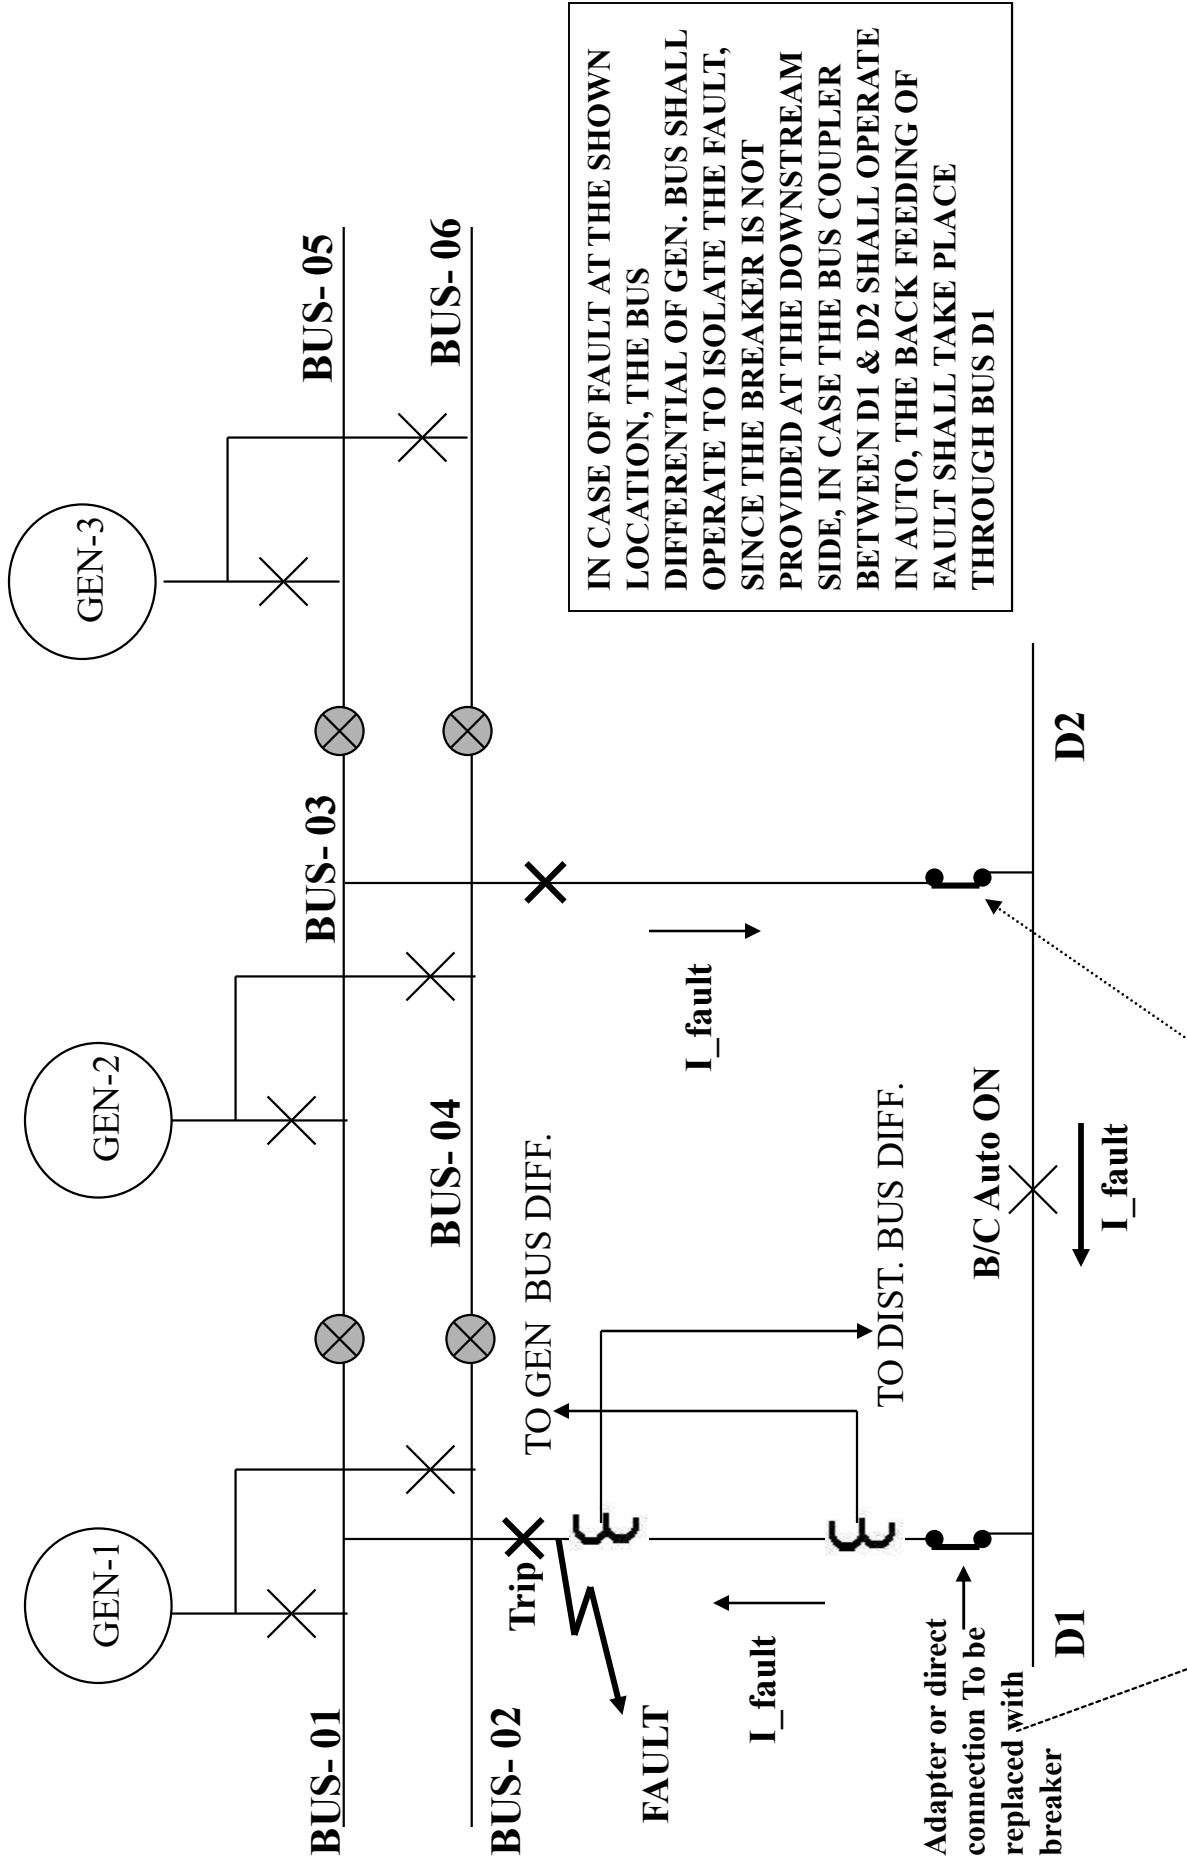 GEN-1
GEN-2
GEN-3
BUS- 01
BUS- 03
BUS- 05
BUS- 02
BUS- 04
BUS- 06
Trip
TO GEN BUS DIFF.
FAULT
I_fault
I_fault
TO DIST. BUS DIFF.
Adapter or direct
connection To be
replaced with
breaker
B/C Auto ON
D1
I_fault
D2
IN CASE OF FAULT AT THE SHOWN
LOCATION, THE BUS
DIFFERENTIAL OF GEN. BUS SHALL
OPERATE TO ISOLATE THE FAULT,
SINCE THE BREAKER IS NOT
PROVIDED AT THE DOWNSTREAM
SIDE, IN CASE THE BUS COUPLER
BETWEEN D1 & D2 SHALL OPERATE
IN AUTO, THE BACK FEEDING OF
FAULT SHALL TAKE PLACE
THROUGH BUS D1